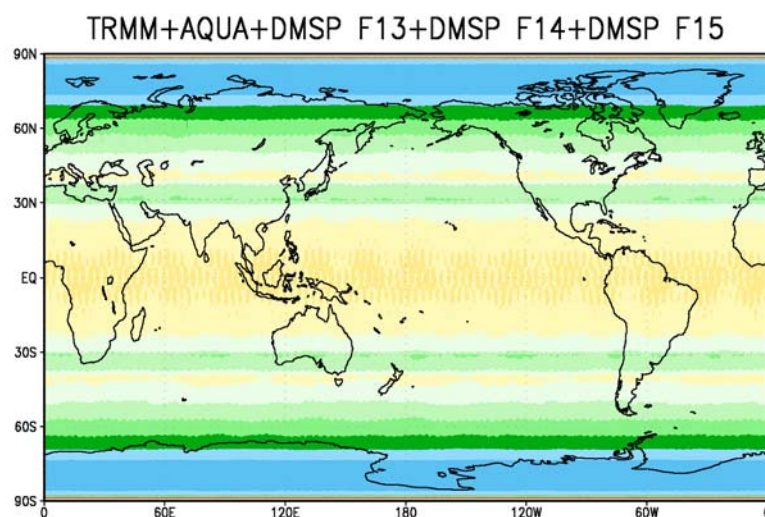 TRMM+AQUA+DMSP F13+DMSP F14+DMSP F15
90N
60N
30N
EQ
30S
60S
90S
0 60E 120E 180 120W 60W 0